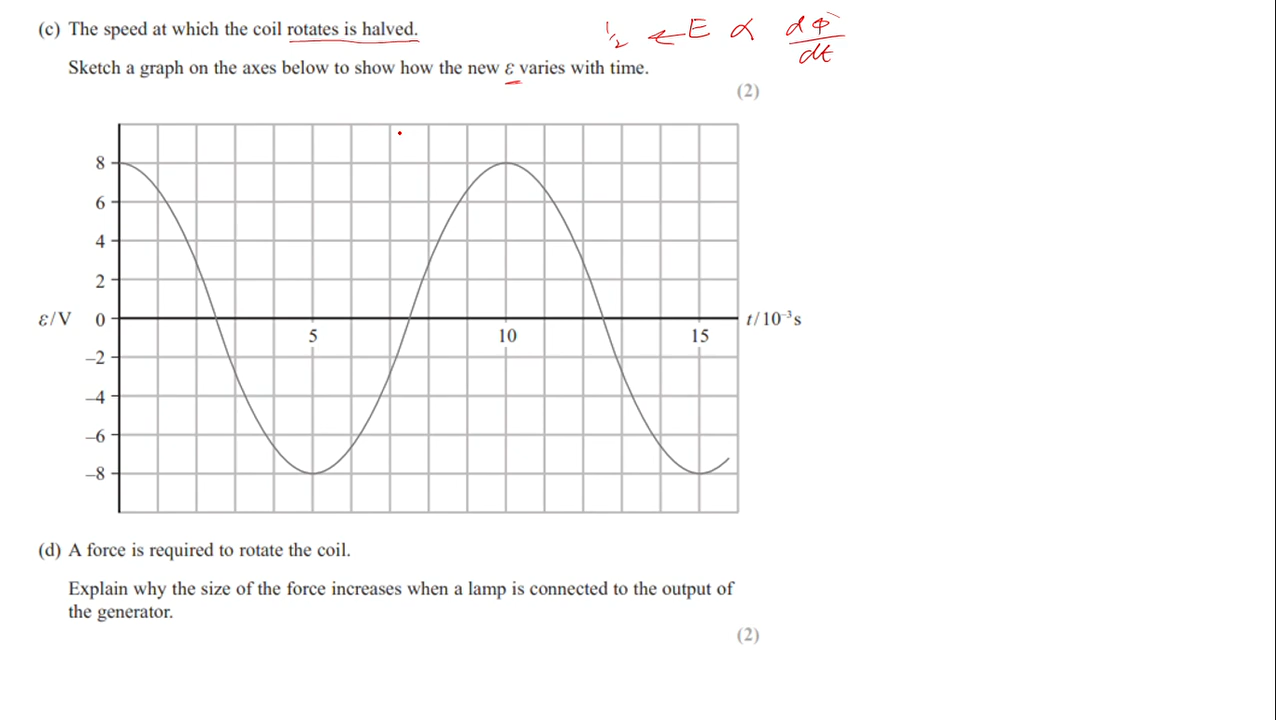 (c) The speed at which the coil rotates is halved.
1/2 ← E ∝ dΦ/dt
Sketch a graph on the axes below to show how the new ε varies with time.
(2)
8
6
4
2
ε/V 0
5 10 15
t/10⁻³s
–2
–4
–6
–8
(d) A force is required to rotate the coil.
Explain why the size of the force increases when a lamp is connected to the output of
the generator.
(2)